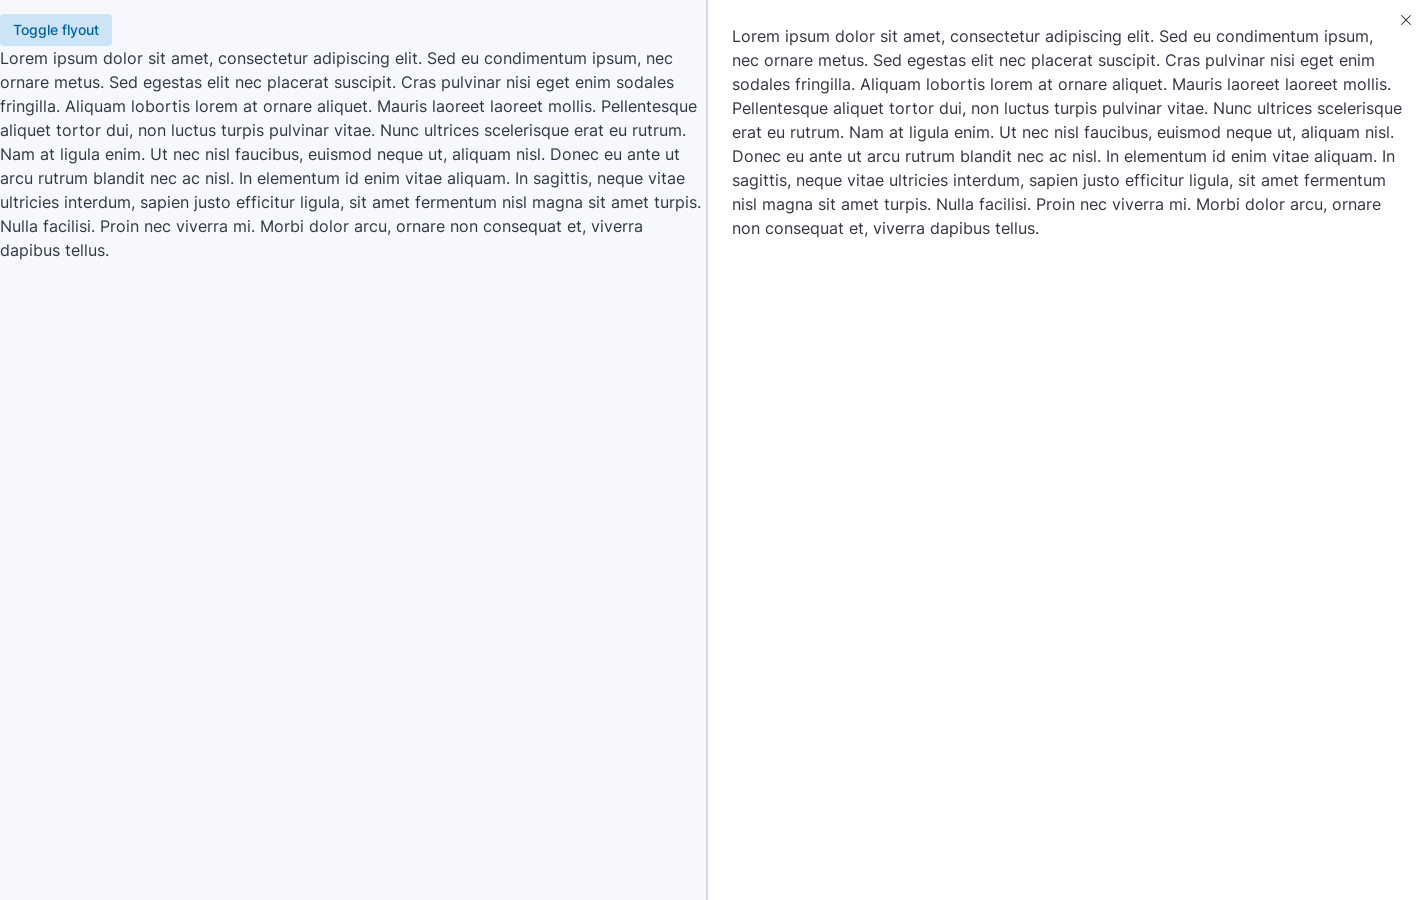 Toggle flyout
Lorem ipsum dolor sit amet, consectetur adipiscing elit. Sed eu condimentum ipsum, nec
ornare metus. Sed egestas elit nec placerat suscipit. Cras pulvinar nisi eget enim sodales
fringilla. Aliquam lobortis lorem at ornare aliquet. Mauris laoreet laoreet mollis. Pellentesque
aliquet tortor dui, non luctus turpis pulvinar vitae. Nunc ultrices scelerisque erat eu rutrum.
Nam at ligula enim. Ut nec nisl faucibus, euismod neque ut, aliquam nisl. Donec eu ante ut
arcu rutrum blandit nec ac nisl. In elementum id enim vitae aliquam. In sagittis, neque vitae
ultricies interdum, sapien justo efficitur ligula, sit amet fermentum nisl magna sit amet turpis.
Nulla facilisi. Proin nec viverra mi. Morbi dolor arcu, ornare non consequat et, viverra
dapibus tellus.
Lorem ipsum dolor sit amet, consectetur adipiscing elit. Sed eu condimentum ipsum,
nec ornare metus. Sed egestas elit nec placerat suscipit. Cras pulvinar nisi eget enim
sodales fringilla. Aliquam lobortis lorem at ornare aliquet. Mauris laoreet laoreet mollis.
Pellentesque aliquet tortor dui, non luctus turpis pulvinar vitae. Nunc ultrices scelerisque
erat eu rutrum. Nam at ligula enim. Ut nec nisl faucibus, euismod neque ut, aliquam nisl.
Donec eu ante ut arcu rutrum blandit nec ac nisl. In elementum id enim vitae aliquam. In
sagittis, neque vitae ultricies interdum, sapien justo efficitur ligula, sit amet fermentum
nisl magna sit amet turpis. Nulla facilisi. Proin nec viverra mi. Morbi dolor arcu, ornare
non consequat et, viverra dapibus tellus.